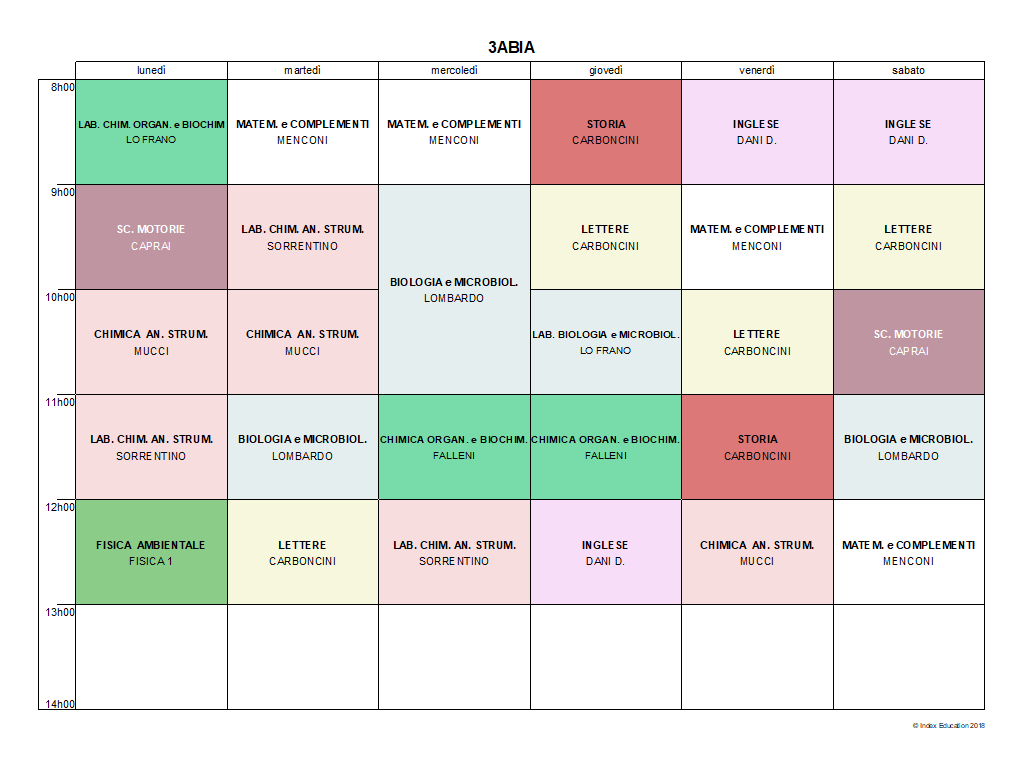 3ABIA
lunedì martedì mercoledì giovedì venerdì sabato
8h00
LAB. CHIM. ORGAN. e BIOCHIM MATEM. e COMPLEMENTI MATEM. e COMPLEMENTI STORIA INGLESE INGLESE
LO FRANO MENCONI MENCONI CARBONCINI DANI D. DANI D.
9h00
SC. MOTORIE LAB. CHIM. AN. STRUM. LETTERE MATEM. e COMPLEMENTI LETTERE
CAPRAI SORRENTINO CARBONCINI MENCONI CARBONCINI
BIOLOGIA e MICROBIOL.
LOMBARDO
10h00
CHIMICA AN. STRUM. CHIMICA AN. STRUM. LAB. BIOLOGIA e MICROBIOL. LETTERE SC. MOTORIE
MUCCI MUCCI LO FRANO CARBONCINI CAPRAI
11h00
LAB. CHIM. AN. STRUM. BIOLOGIA e MICROBIOL. CHIMICA ORGAN. e BIOCHIM. CHIMICA ORGAN. e BIOCHIM. STORIA BIOLOGIA e MICROBIOL.
SORRENTINO LOMBARDO FALLENI FALLENI CARBONCINI LOMBARDO
12h00
FISICA AMBIENTALE LETTERE LAB. CHIM. AN. STRUM. INGLESE CHIMICA AN. STRUM. MATEM. e COMPLEMENTI
FISICA 1 CARBONCINI SORRENTINO DANI D. MUCCI MENCONI
13h00
14h00
© Index Education 2018